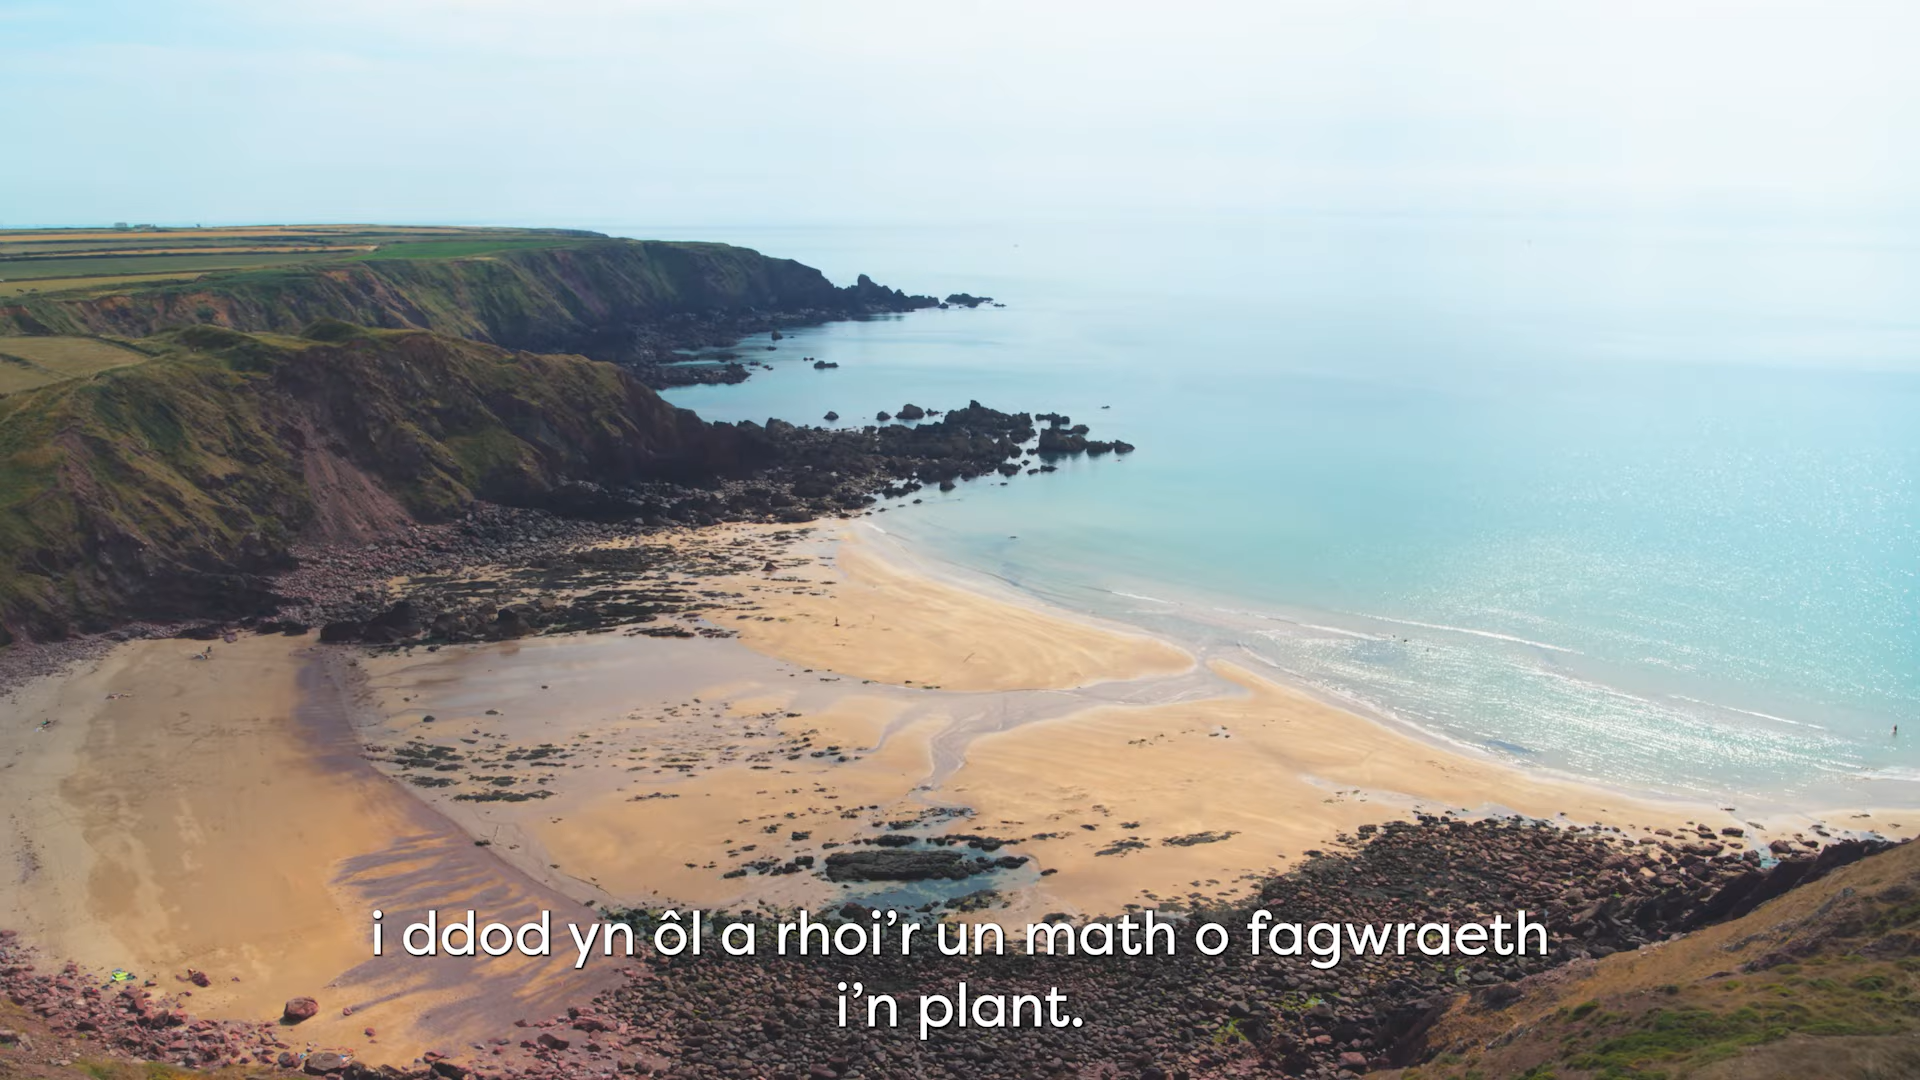 i ddod yn ôl a rhoi’r un math o fagwraeth
i’n plant.